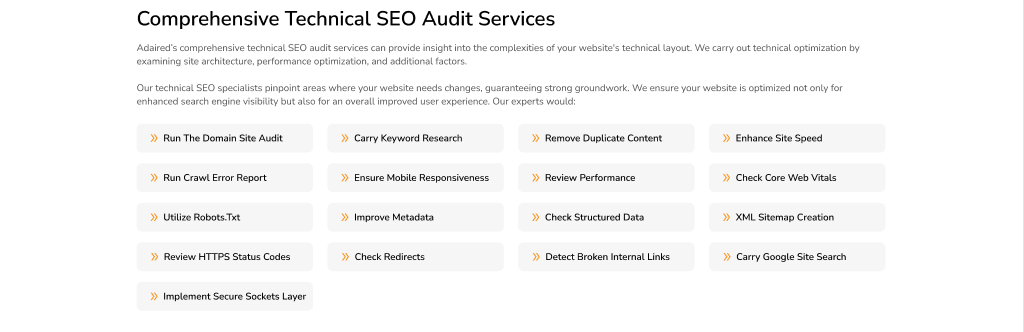 Comprehensive Technical SEO Audit Services
Adaired's comprehensive technical SEO audit services can provide insight into the complexities of your website's technical layout. We carry out technical optimization by
examining site architecture, performance optimization, and additional factors.
Our technical SEO specialists pinpoint areas where your website needs changes, guaranteeing strong groundwork. We ensure your website is optimized not only for
enhanced search engine visibility but also for an overall improved user experience. Our experts would:
Run The Domain Site Audit
Carry Keyword Research
Remove Duplicate Content
Enhance Site Speed
Run Crawl Error Report
Ensure Mobile Responsiveness
Review Performance
Check Core Web Vitals
Utilize Robots.Txt
Improve Metadata
Check Structured Data
XML Sitemap Creation
Review HTTPS Status Codes
Check Redirects
Detect Broken Internal Links
Carry Google Site Search
Implement Secure Sockets Layer